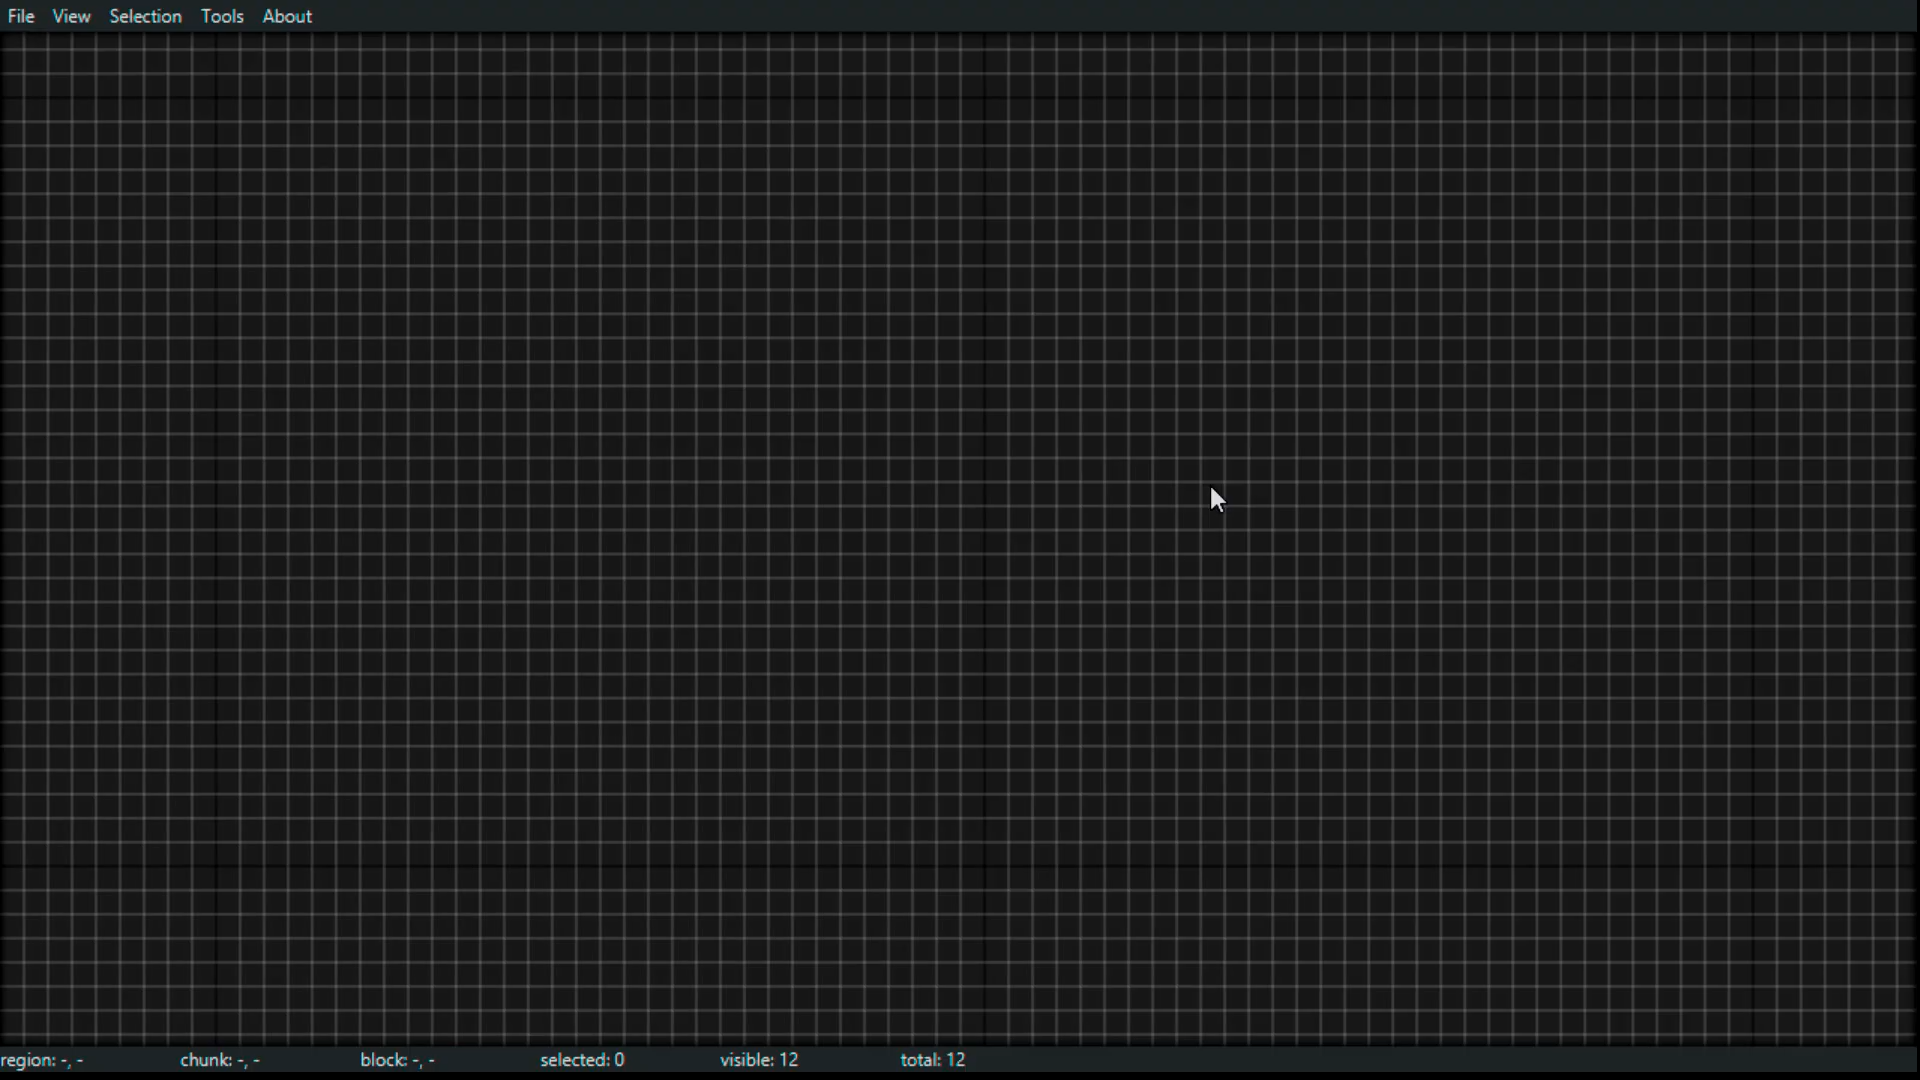 File View Selection Tools About
region: -, - chunk: -, - block: -, - selected: 0 visible: 12 total: 12